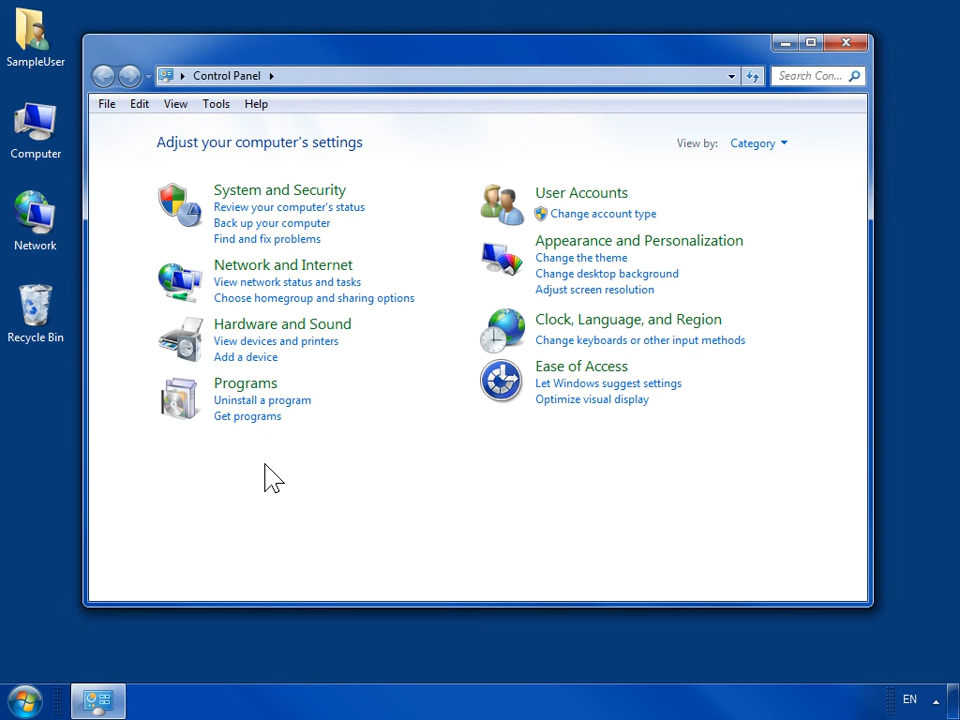 SampleUser
Computer
Network
Recycle Bin
Control Panel
Search Con...
File Edit View Tools Help
Adjust your computer's settings
View by: Category
System and Security
Review your computer's status
Back up your computer
Find and fix problems
Network and Internet
View network status and tasks
Choose homegroup and sharing options
Hardware and Sound
View devices and printers
Add a device
Programs
Uninstall a program
Get programs
User Accounts
Change account type
Appearance and Personalization
Change the theme
Change desktop background
Adjust screen resolution
Clock, Language, and Region
Change keyboards or other input methods
Ease of Access
Let Windows suggest settings
Optimize visual display
EN